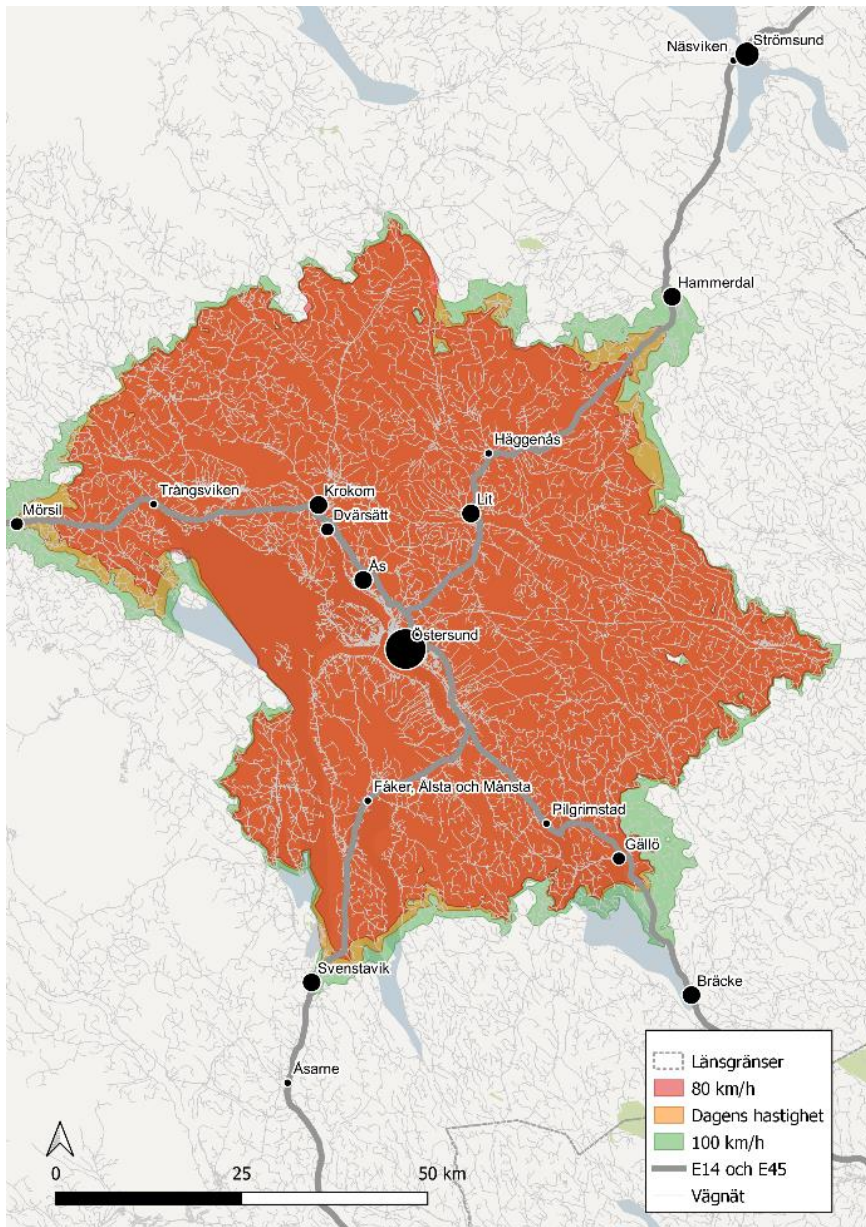 Näsviken
Strömsund
Hammerdal
Häggenås
Trångsviken
Krokom
Lit
Mörsil
Dvärsätt
Ås
Östersund
Fåker, Ålsta och Månsta
Pilgrimstad
Gällö
Svenstavik
Bräcke
Åsarne
Länsgränser
80 km/h
Dagens hastighet
100 km/h
E14 och E45
Vägnät
0 25 50 km